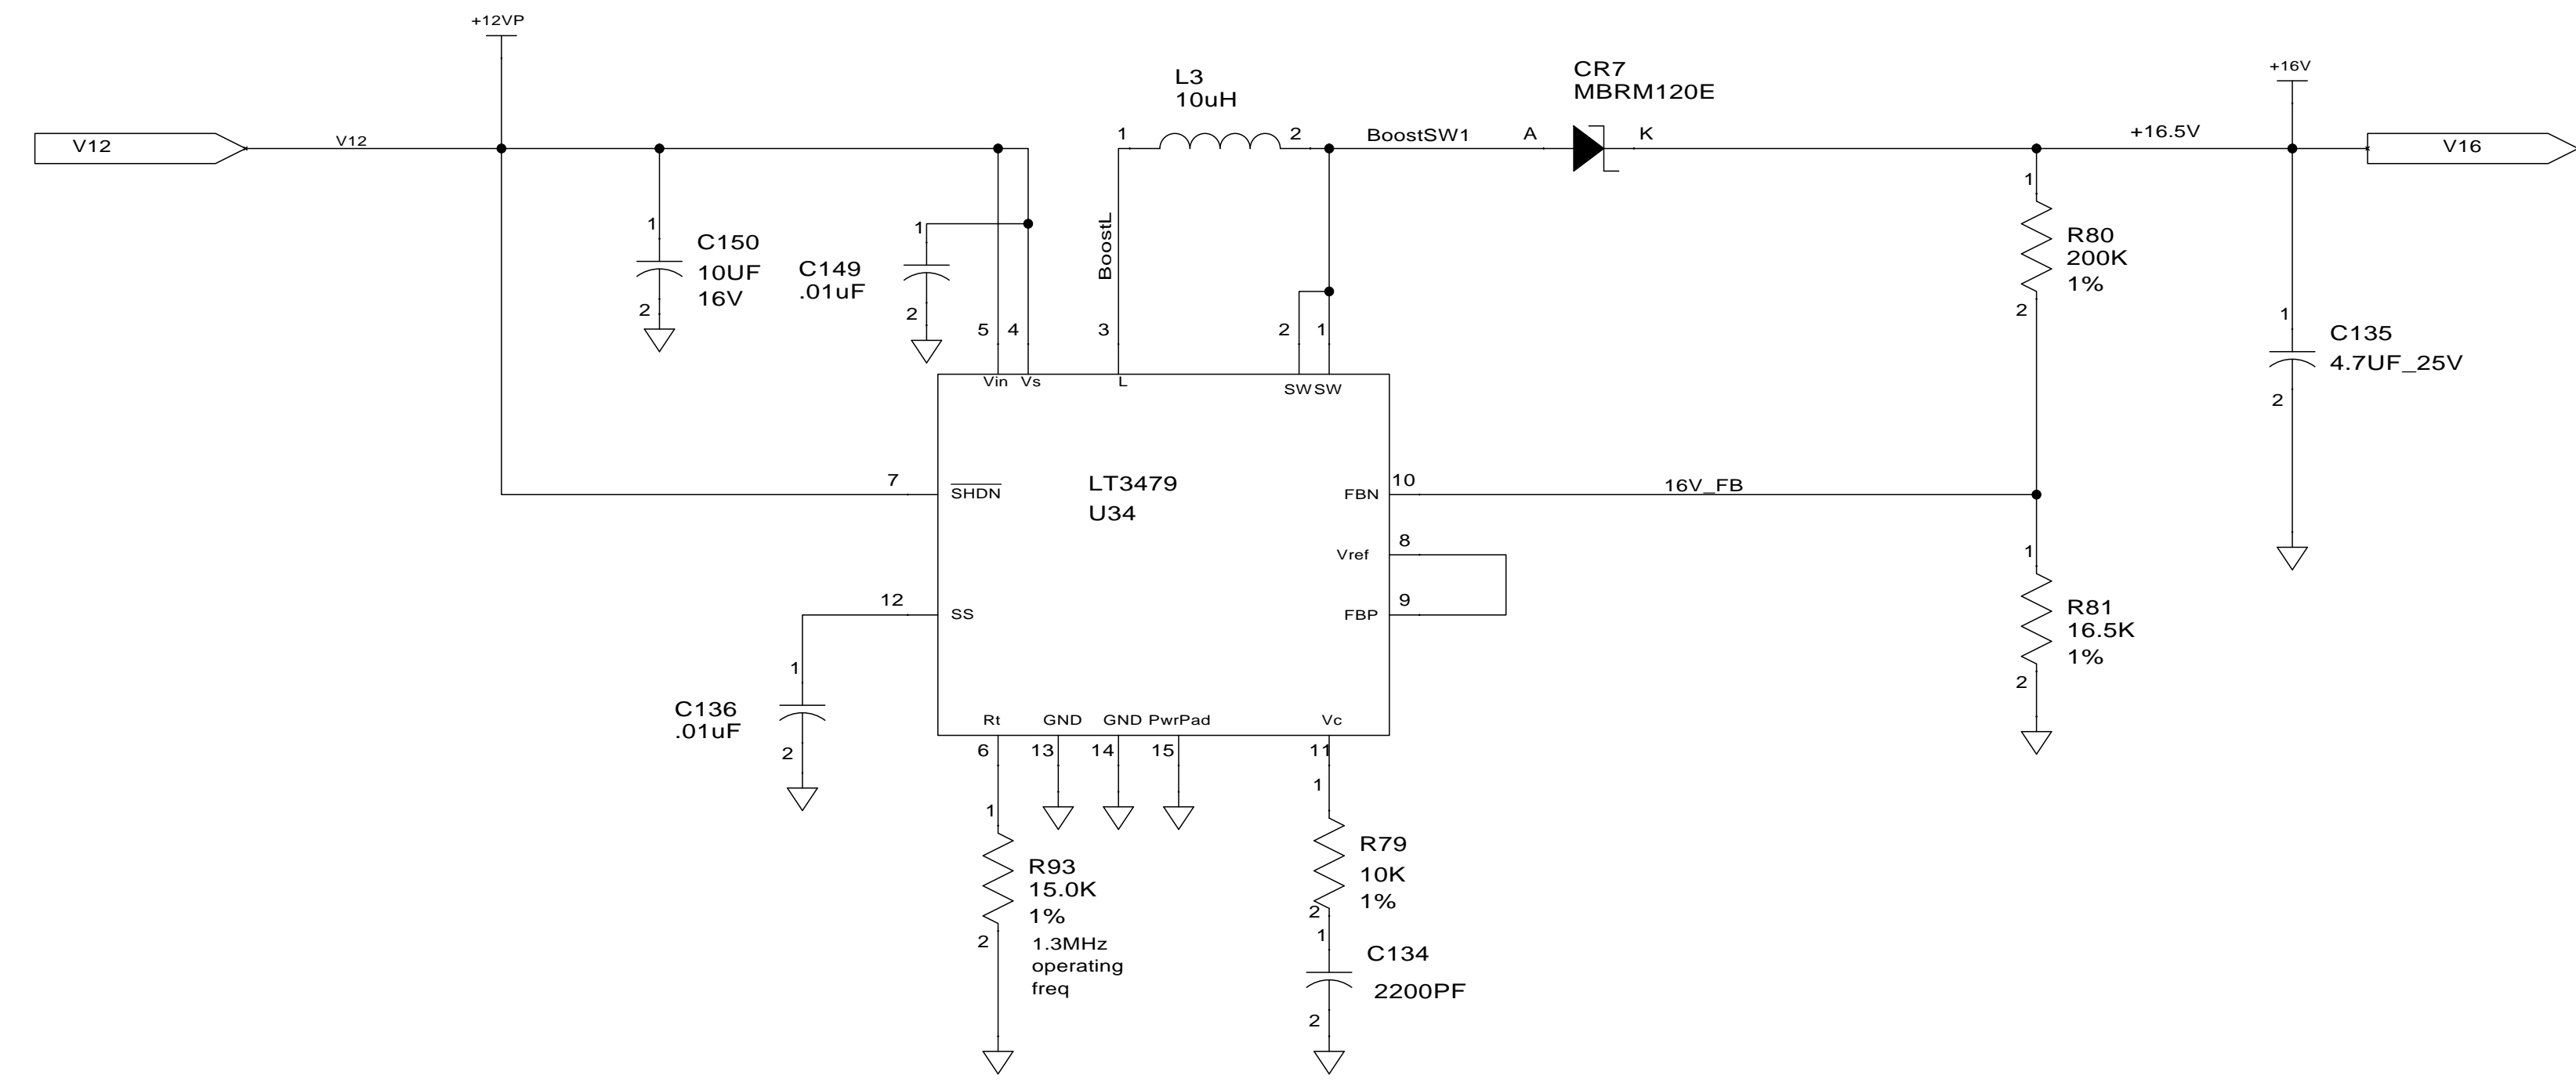 +12VP
+16V
L3
10uH
CR7
MBRM120E
V12
V12
1
2
BoostSW1
A
K
+16.5V
V16
1
C150
10UF
16V
2
1
C149
.01uF
2
BoostL
5
4
3
2
1
1
R80
200K
1%
2
1
C135
4.7UF_25V
2
Vin
Vs
L
SW
SW
7
SHDN
LT3479
U34
FBN
10
16V_FB
Vref
8
FBP
9
12
SS
1
C136
.01uF
2
1
R81
16.5K
1%
2
Rt
GND
GND
PwrPad
Vc
6
13
14
15
11
1
R93
15.0K
1%
2
1.3MHz
operating
freq
1
R79
10K
1%
2
1
C134
2200PF
2